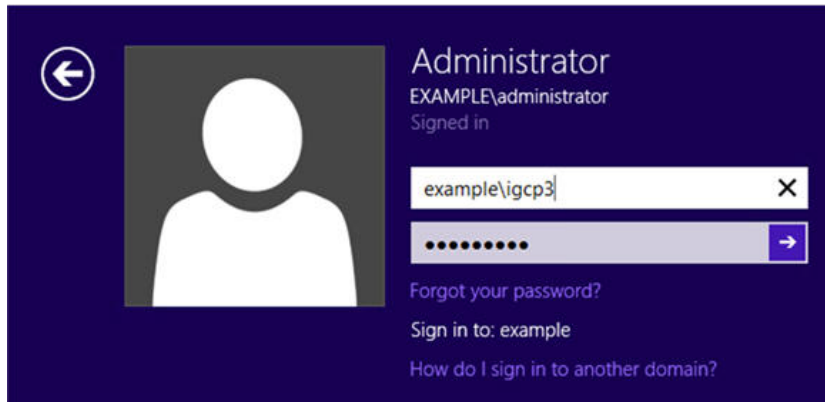 Administrator
EXAMPLE\administrator
Signed in
example\igcp3
•••••••••
Forgot your password?
Sign in to: example
How do I sign in to another domain?